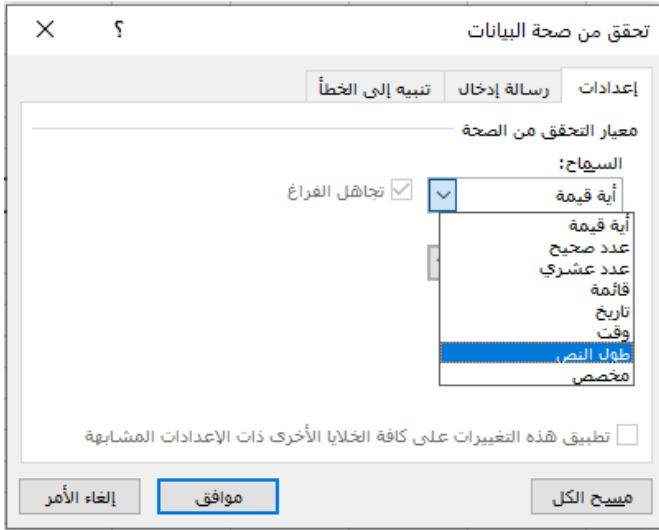 تحقق من صحة البيانات ؟
إعدادات رسالة إدخال تنبيه إلى الخطأ
معيار التحقق من الصحة
السماح:
أية قيمة تجاهل الفراغ
أية قيمة
عدد صحيح
عدد عشري
قائمة
تاريخ
وقت
طول النص
مخصص
تطبيق هذه التغييرات على كافة الخلايا الأخرى ذات الإعدادات المشابهة
مسح الكل موافق إلغاء الأمر